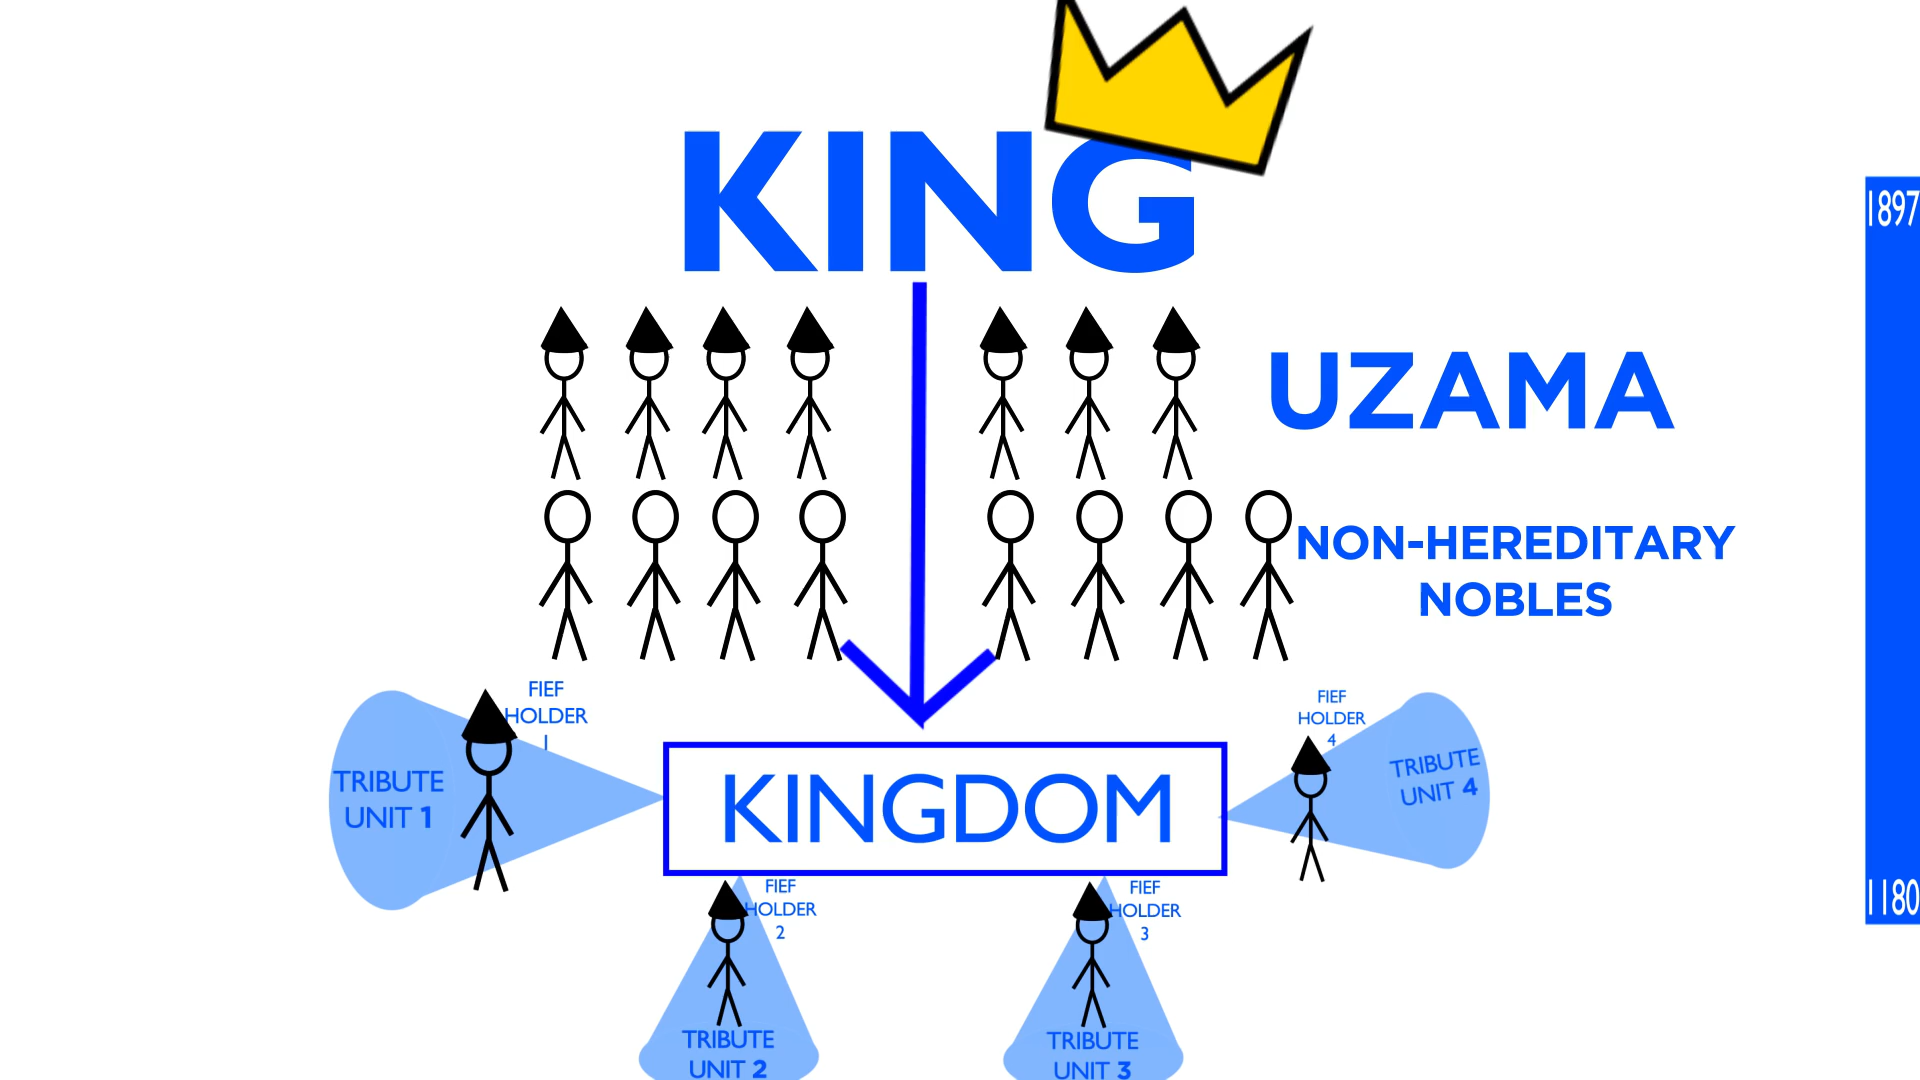 KING
1897
UZAMA
NON-HEREDITARY
NOBLES
FIEF
HOLDER
1
TRIBUTE
UNIT 1
FIEF
HOLDER
4
TRIBUTE
UNIT 4
KINGDOM
FIEF
HOLDER
2
TRIBUTE
UNIT 2
FIEF
HOLDER
3
TRIBUTE
UNIT 3
1180